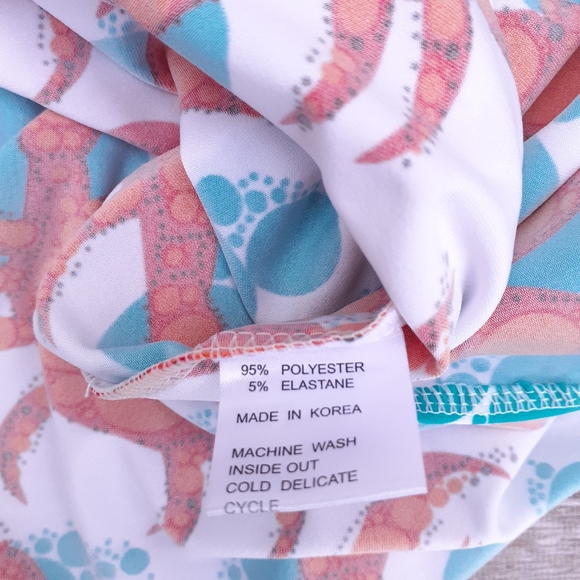 95% POLYESTER
5% ELASTANE
MADE IN KOREA
MACHINE WASH
INSIDE OUT
COLD DELICATE
CYCLE